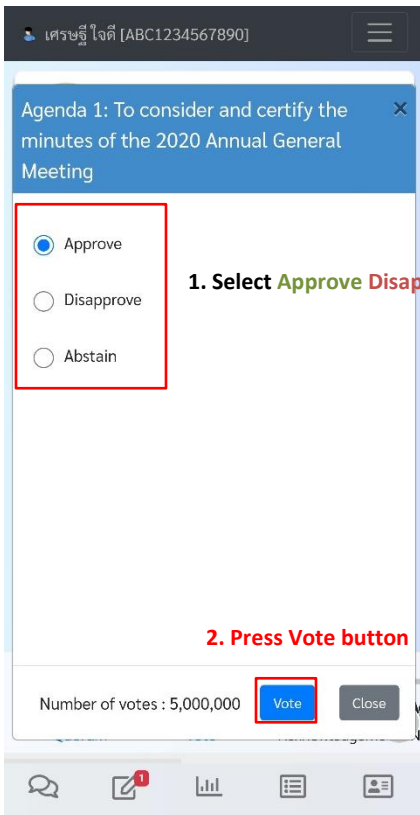 เศรษฐี ใจดี [ABC1234567890]
Agenda 1: To consider and certify the
minutes of the 2020 Annual General
Meeting
×
Approve
1. Select Approve Disap
Disapprove
Abstain
2. Press Vote button
Number of votes : 5,000,000
Vote
Close
1